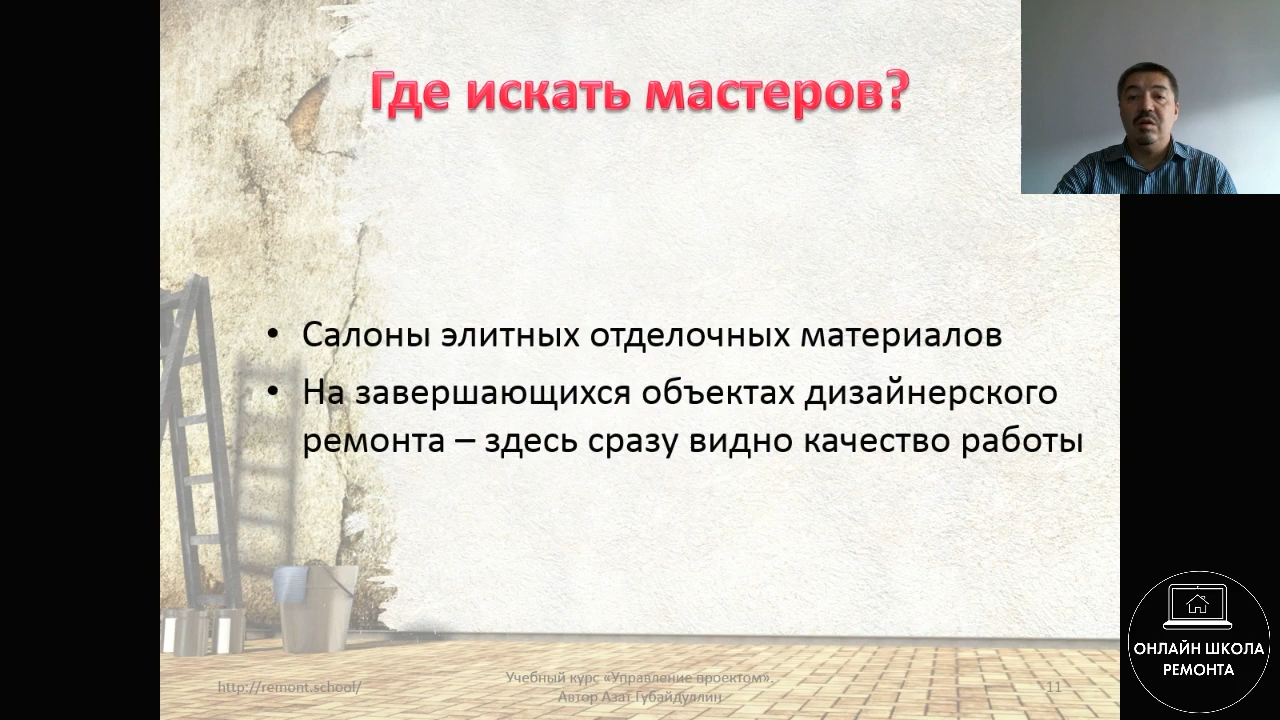 Где искать мастеров?
• Салоны элитных отделочных материалов
• На завершающихся объектах дизайнерского
ремонта – здесь сразу видно качество работы
http://remont.school/
Учебный курс «Управление проектом».
Автор Азат Губайдуллин
11
ОНЛАЙН ШКОЛА
РЕМОНТА